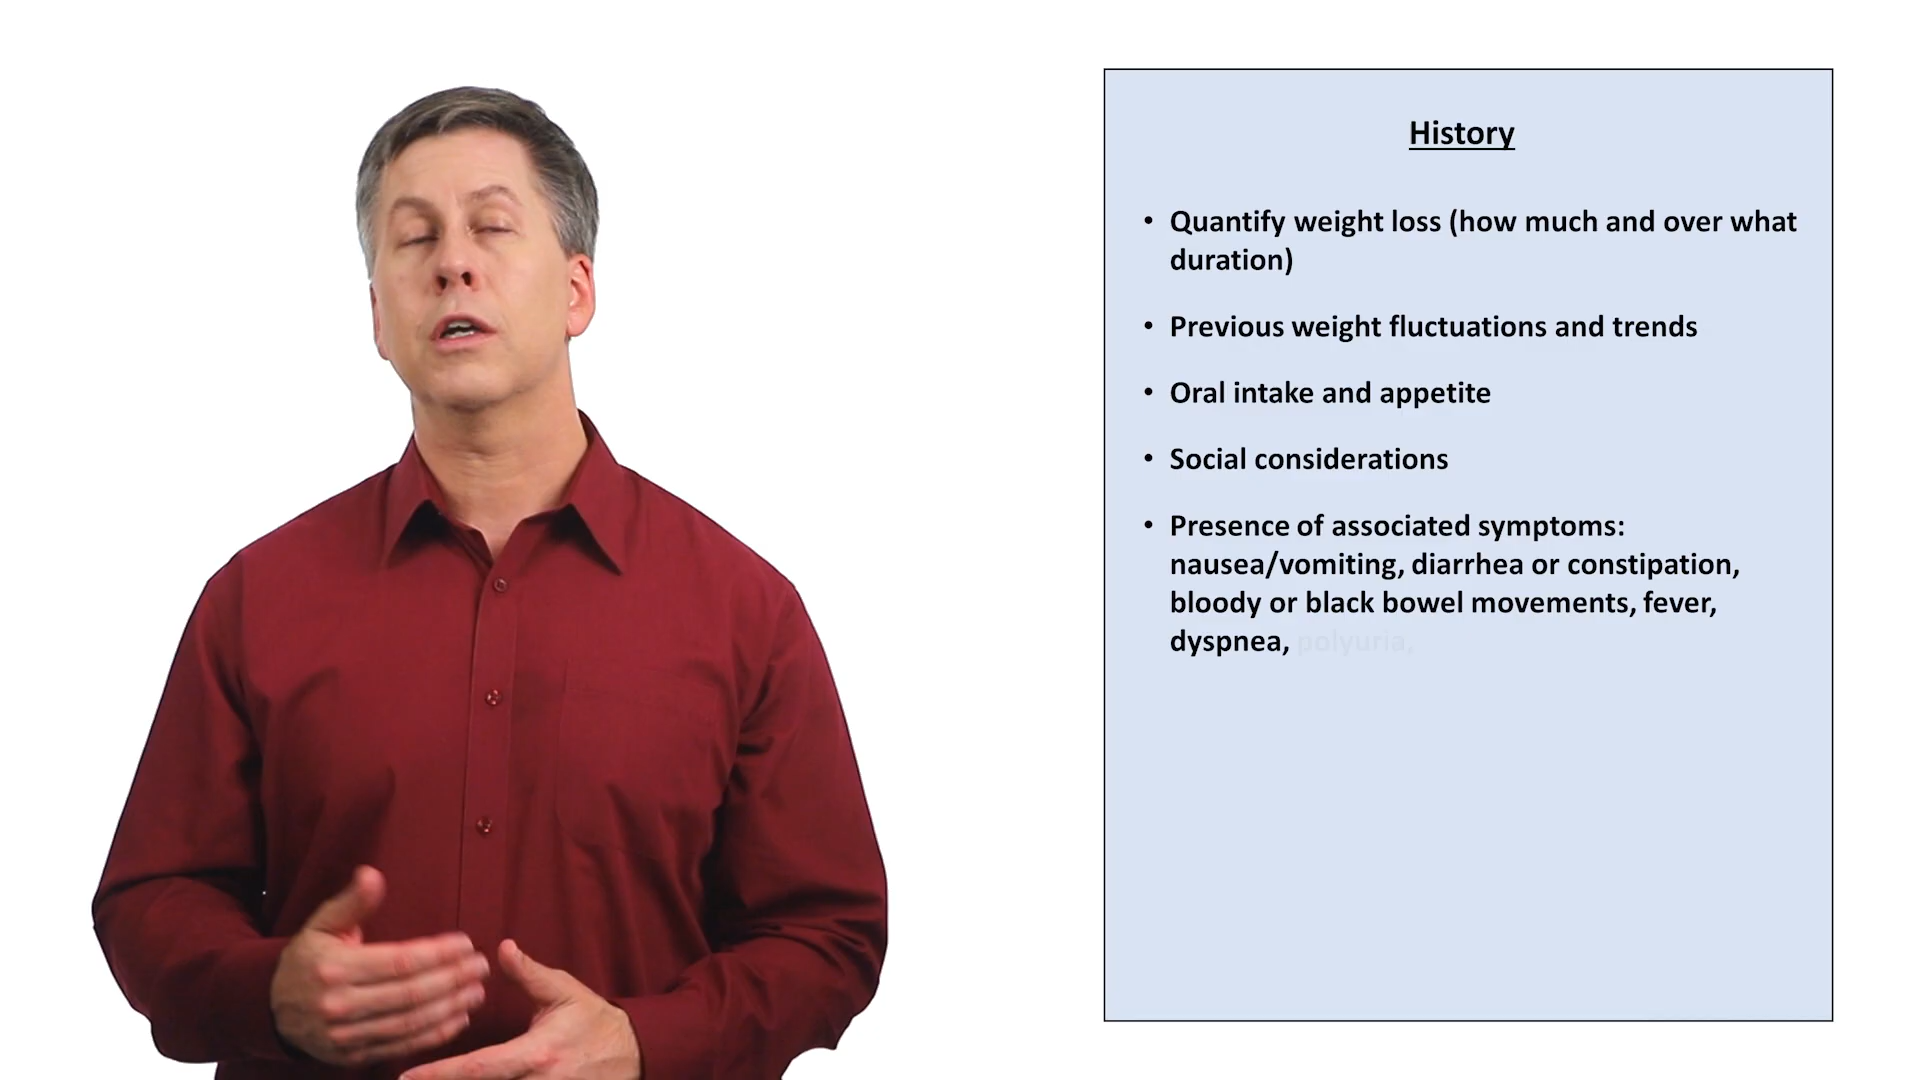 History
• Quantify weight loss (how much and over what
duration)
• Previous weight fluctuations and trends
• Oral intake and appetite
• Social considerations
• Presence of associated symptoms:
nausea/vomiting, diarrhea or constipation,
bloody or black bowel movements, fever,
dyspnea, polyuria,